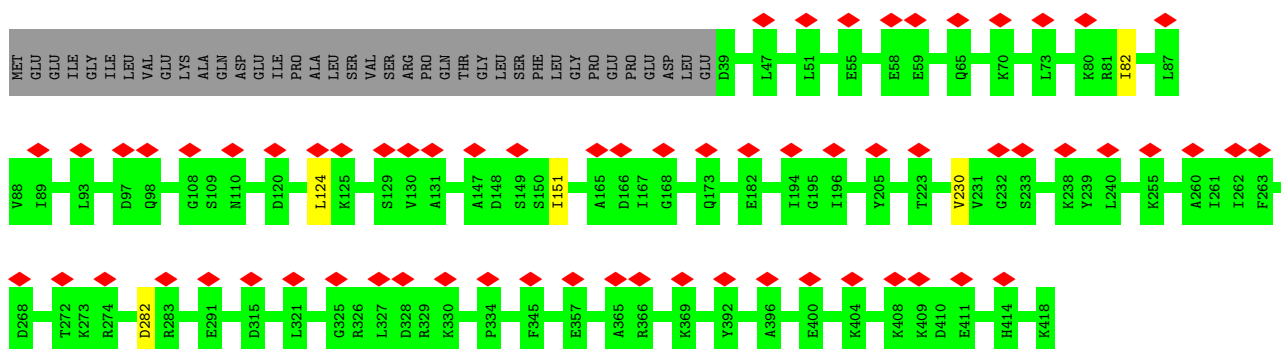 MET GLU GLU ILE GLY ILE LEU VAL GLU LYS ALA GLN ASP GLU ILE PRO ALA LEU SER VAL SER ARG PRO GLN THR GLY LEU SER PHE LEU GLY PRO GLU PRO GLU ASP LEU GLU D39 L47 L51 E55 E58 E59 Q65 K70 L73 K80 R81 I82 L87
V88 I89 L93 D97 Q98 G108 S109 N110 D120 L124 K125 S129 V130 A131 A147 D148 S149 S150 I151 A165 D166 I167 G168 Q173 E182 I194 G195 I196 Y205 T223 V230 V231 G232 S233 K238 Y239 L240 K255 A260 I261 I262 F263
D268 T272 K273 R274 D282 R283 E291 D315 L321 G325 R326 L327 D328 R329 K330 P334 F345 E357 A365 R366 K369 Y392 A396 E400 K404 K408 K409 D410 E411 H414 K418